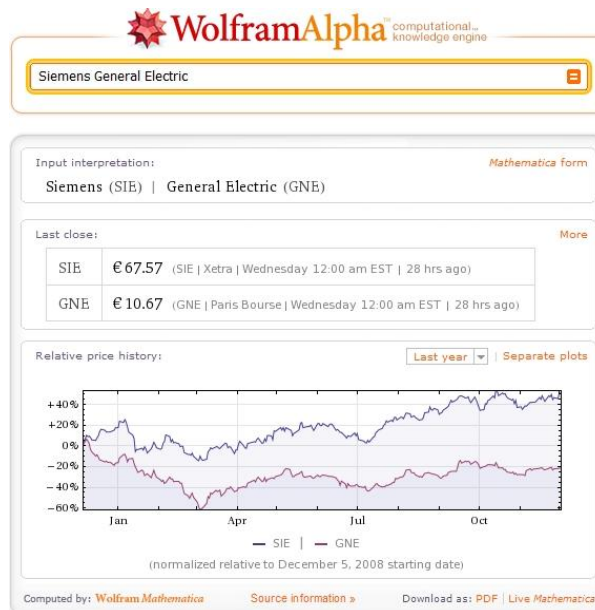 WolframAlpha™ computational... knowledge engine
Siemens General Electric
Input interpretation:
Mathematica form
Siemens (SIE) | General Electric (GNE)
Last close:
More
SIE €67.57 (SIE | Xetra | Wednesday 12:00 am EST | 28 hrs ago)
GNE €10.67 (GNE | Paris Bourse | Wednesday 12:00 am EST | 28 hrs ago)
Relative price history:
Last year | Separate plots
+40%
+20%
0%
−20%
−40%
−60%
Jan Apr Jul Oct
— SIE | — GNE
(normalized relative to December 5, 2008 starting date)
Computed by: Wolfram Mathematica
Source information »
Download as: PDF | Live Mathematica